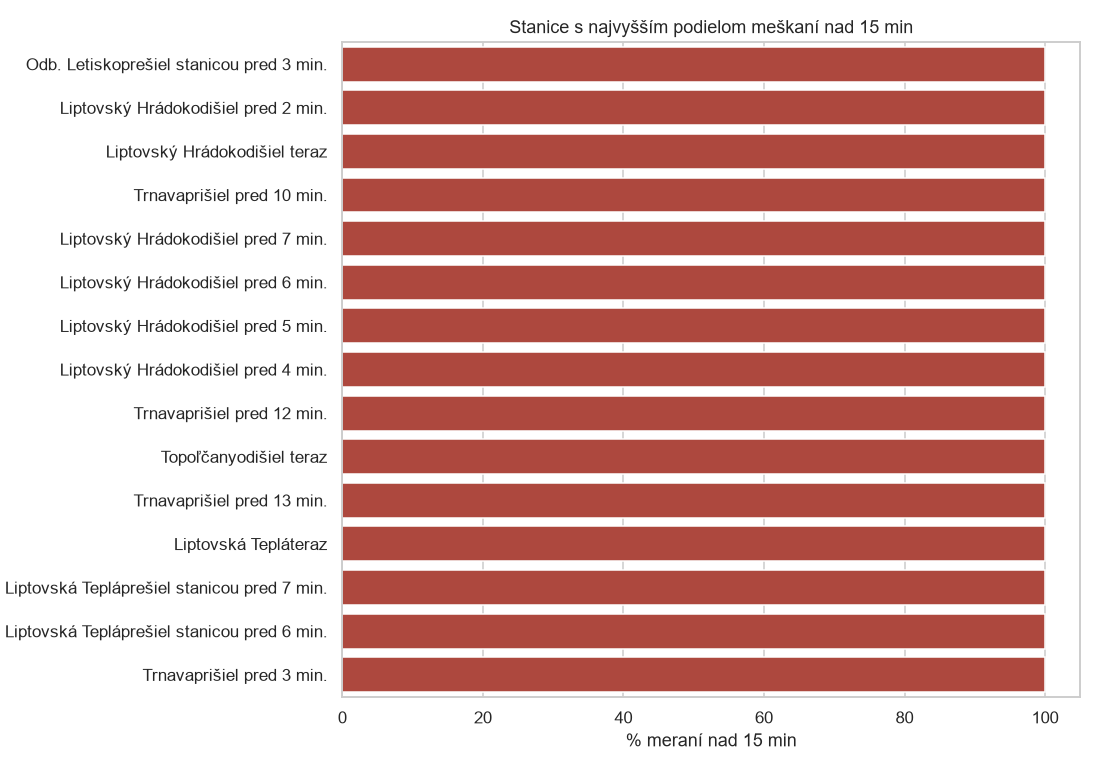 Stanice s najvyšším podielom meškaní nad 15 min
Odb. Letiskoprešiel stanicou pred 3 min.
Liptovský Hrádokodišiel pred 2 min.
Liptovský Hrádokodišiel teraz
Trnavaprišiel pred 10 min.
Liptovský Hrádokodišiel pred 7 min.
Liptovský Hrádokodišiel pred 6 min.
Liptovský Hrádokodišiel pred 5 min.
Liptovský Hrádokodišiel pred 4 min.
Trnavaprišiel pred 12 min.
Topoľčanyodišiel teraz
Trnavaprišiel pred 13 min.
Liptovská Tepláteraz
Liptovská Tepláprešiel stanicou pred 7 min.
Liptovská Tepláprešiel stanicou pred 6 min.
Trnavaprišiel pred 3 min.
0 20 40 60 80 100
% meraní nad 15 min